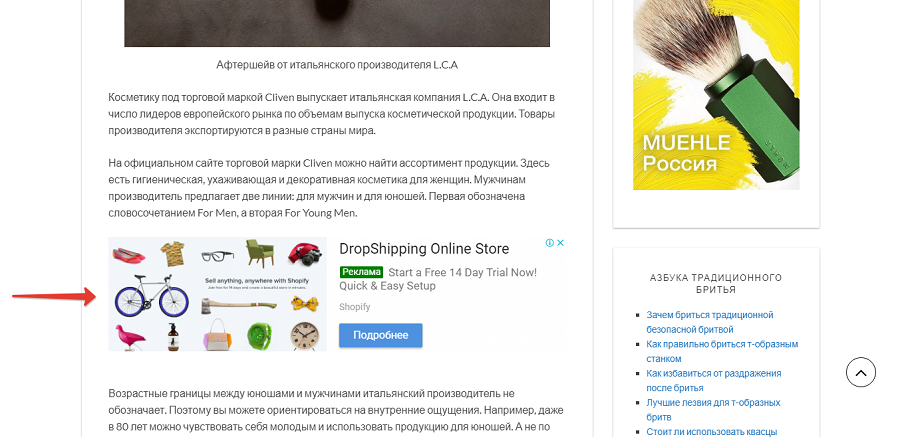 Афтершейв от итальянского производителя L.C.A
Косметику под торговой маркой Cliven выпускает итальянская компания L.C.A. Она входит в
число лидеров европейского рынка по объемам выпуска косметической продукции. Товары
производителя экспортируются в разные страны мира.
На официальном сайте торговой марки Cliven можно найти ассортимент продукции. Здесь
есть гигиеническая, ухаживающая и декоративная косметика для женщин. Мужчинам
производитель предлагает две линии: для мужчин и для юношей. Первая обозначена
словосочетанием For Men, а вторая For Young Men.
Sell anything, anywhere with Shopify
DropShipping Online Store
Реклама Start a Free 14 Day Trial Now!
Quick & Easy Setup
Shopify
Подробнее
Возрастные границы между юношами и мужчинами итальянский производитель не
обозначает. Поэтому вы можете ориентироваться на внутренние ощущения. Например, даже
в 80 лет можно чувствовать себя молодым и использовать продукцию для юношей. А не по
MUEHLE
Россия
АЗБУКА ТРАДИЦИОННОГО
БРИТЬЯ
Зачем бриться традиционной
безопасной бритвой
Как правильно бриться т-образным
станком
Как избавиться от раздражения
после бритья
Лучшие лезвия для т-образных
бритв
Стоит ли использовать квасцы